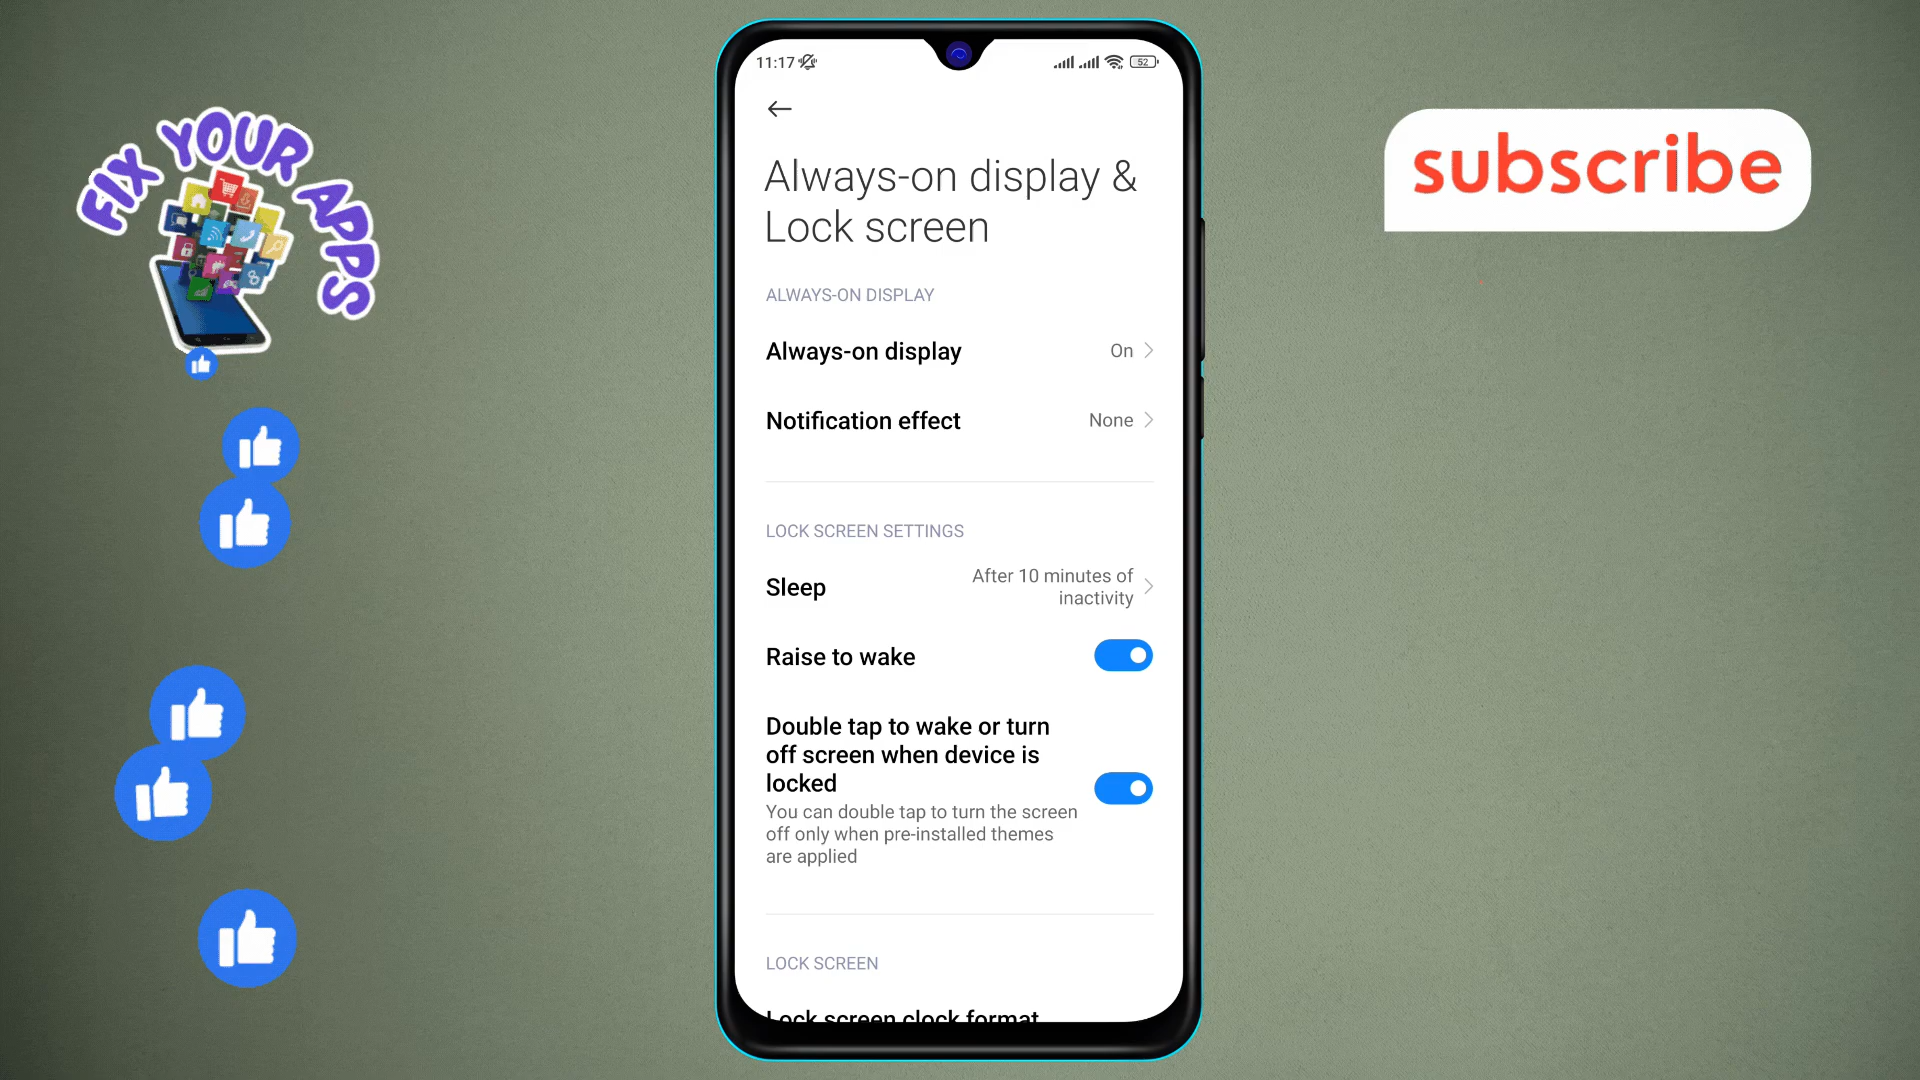 FIX YOUR APPS
subscribe
11:17
52
Always-on display &
Lock screen
ALWAYS-ON DISPLAY
Always-on display
On
Notification effect
None
LOCK SCREEN SETTINGS
Sleep
After 10 minutes of
inactivity
Raise to wake
Double tap to wake or turn
off screen when device is
locked
You can double tap to turn the screen
off only when pre-installed themes
are applied
LOCK SCREEN
Lock screen clock format